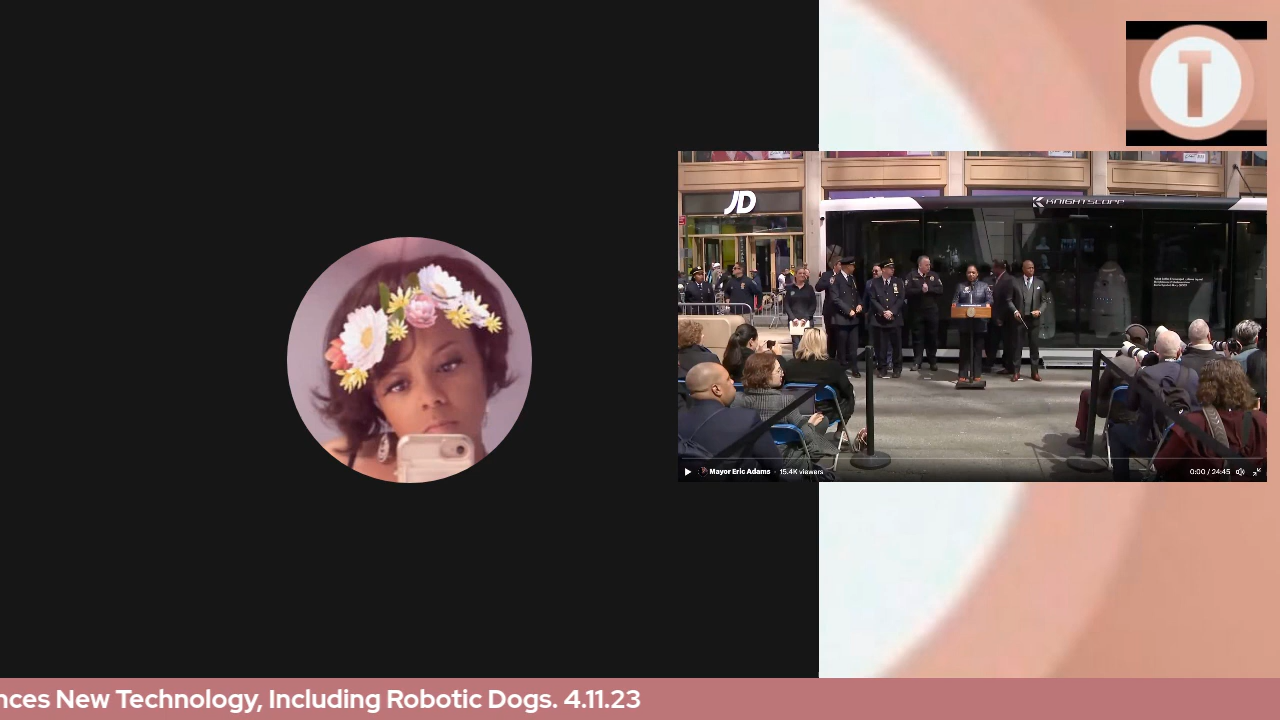 T
JD
KNIGHTSCOPE
Mayor Eric Adams · 15.4K viewers
0:00 / 24:45
nces New Technology, Including Robotic Dogs. 4.11.23